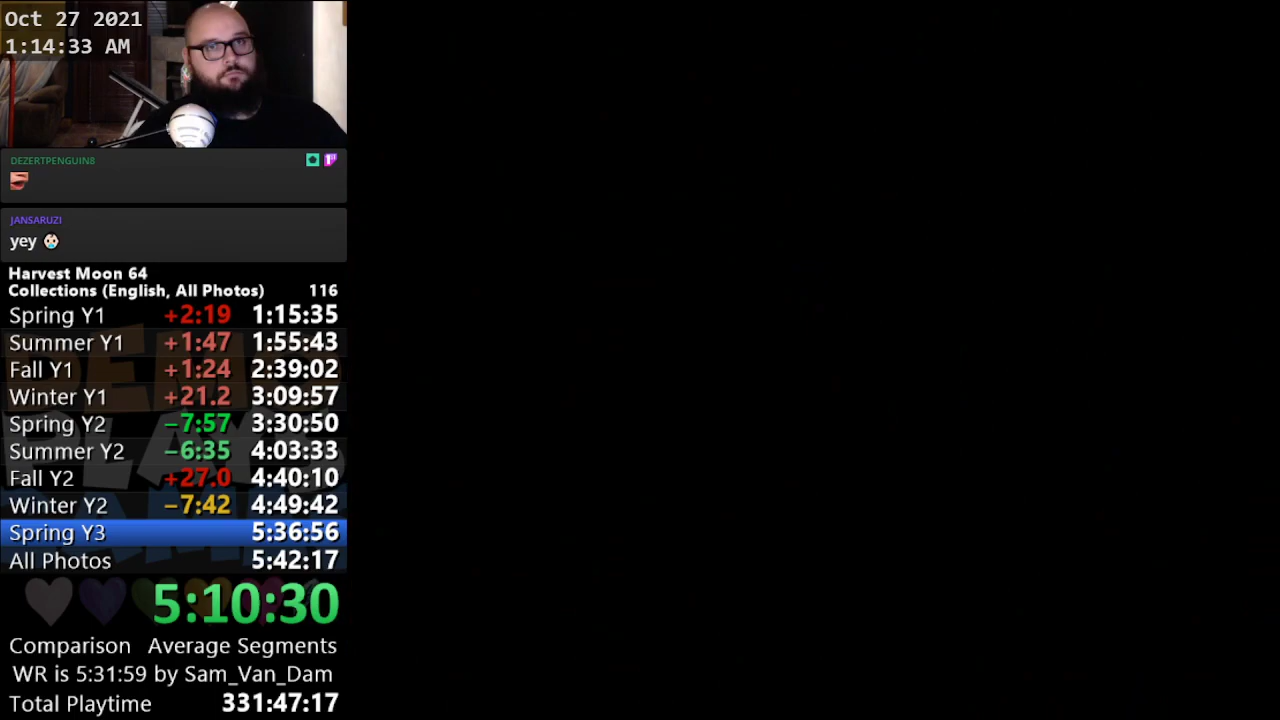 Oct 27 2021
1:14:33 AM
DEZERTPENGUIN8
JANSARUZI
yey
Harvest Moon 64
Collections (English, All Photos) 116
Spring Y1 +2:19 1:15:35
Summer Y1 +1:47 1:55:43
Fall Y1 +1:24 2:39:02
Winter Y1 +21.2 3:09:57
Spring Y2 −7:57 3:30:50
Summer Y2 −6:35 4:03:33
Fall Y2 +27.0 4:40:10
Winter Y2 −7:42 4:49:42
Spring Y3 5:36:56
All Photos 5:42:17
5:10:30
Comparison Average Segments
WR is 5:31:59 by Sam_Van_Dam
Total Playtime 331:47:17